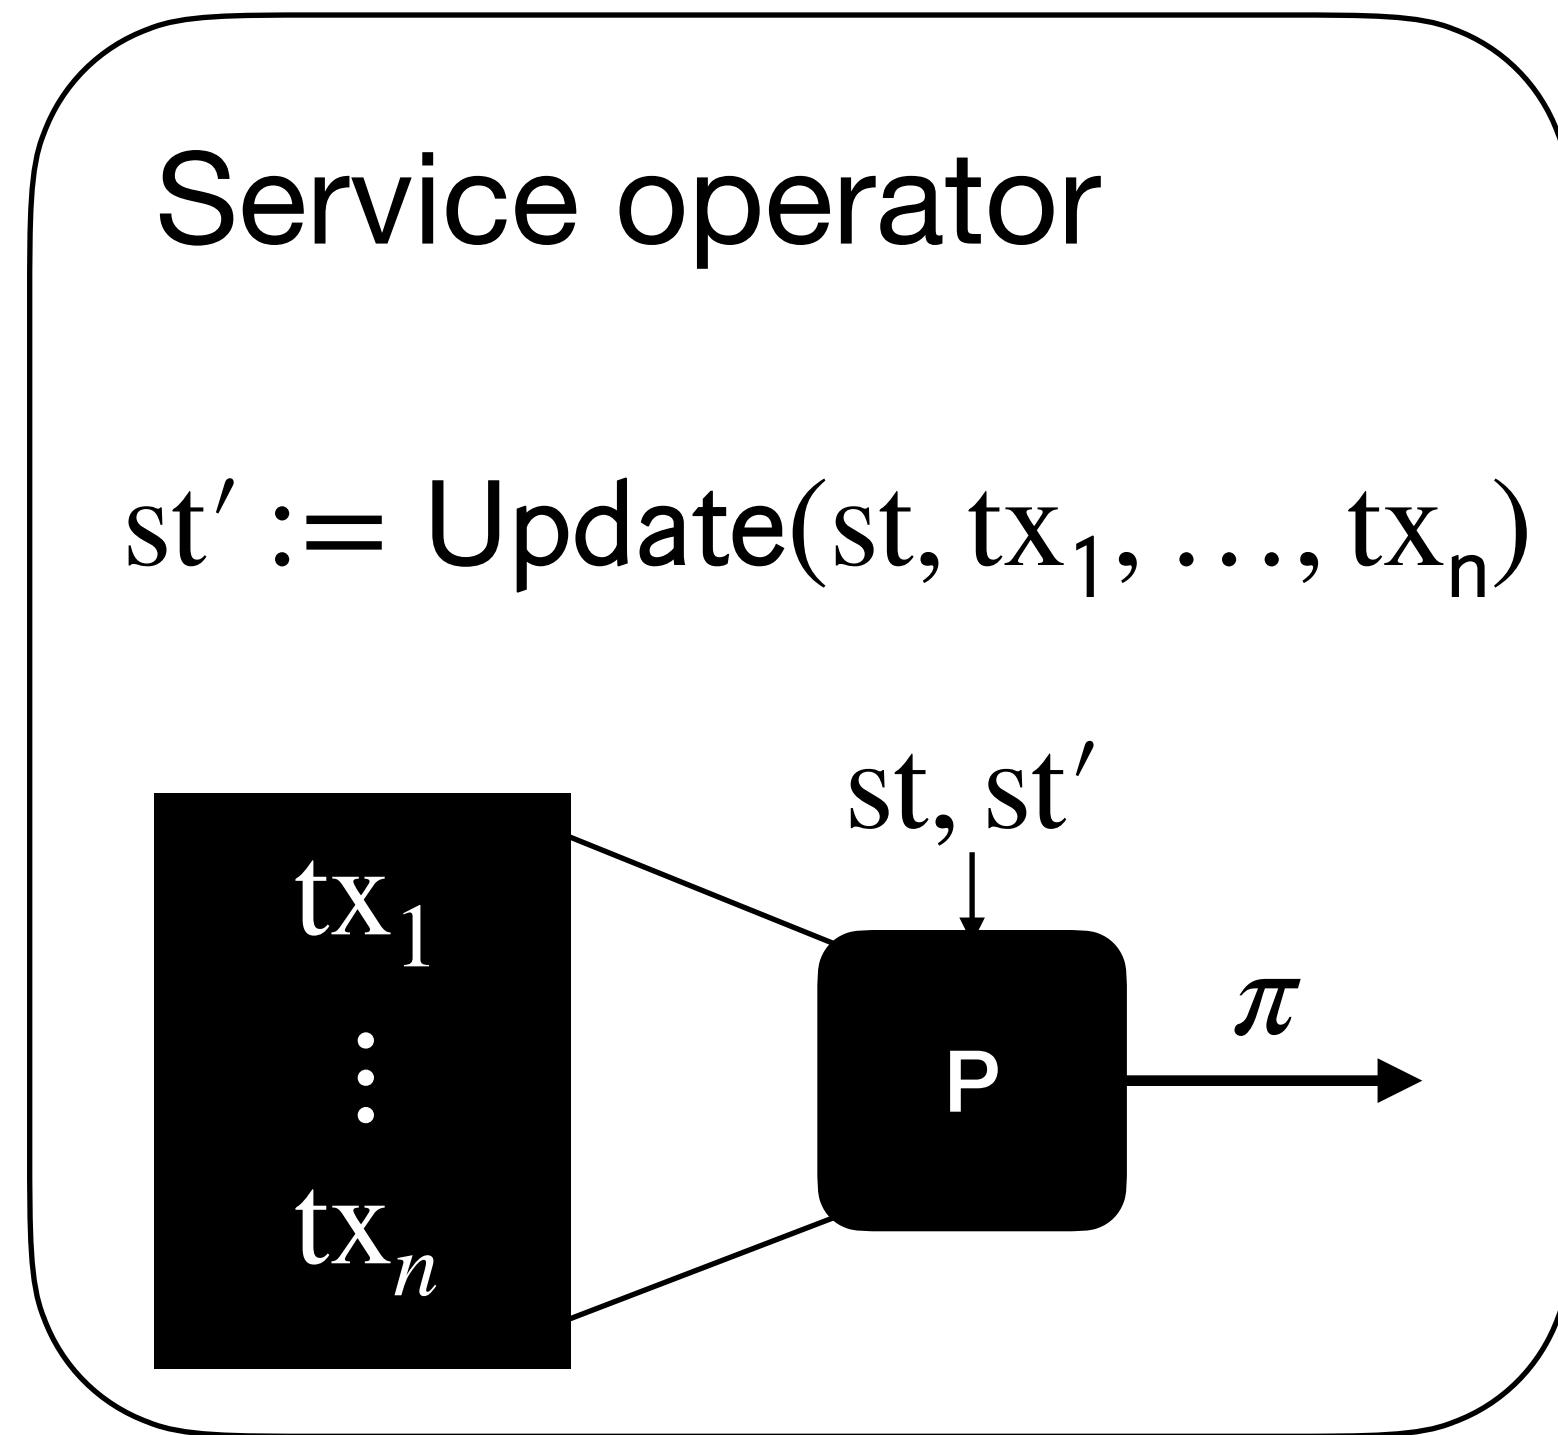 Service operator
st′ := Update(st, tx₁, …, txₙ)
st, st′
tx₁
⋮
txₙ
P
π